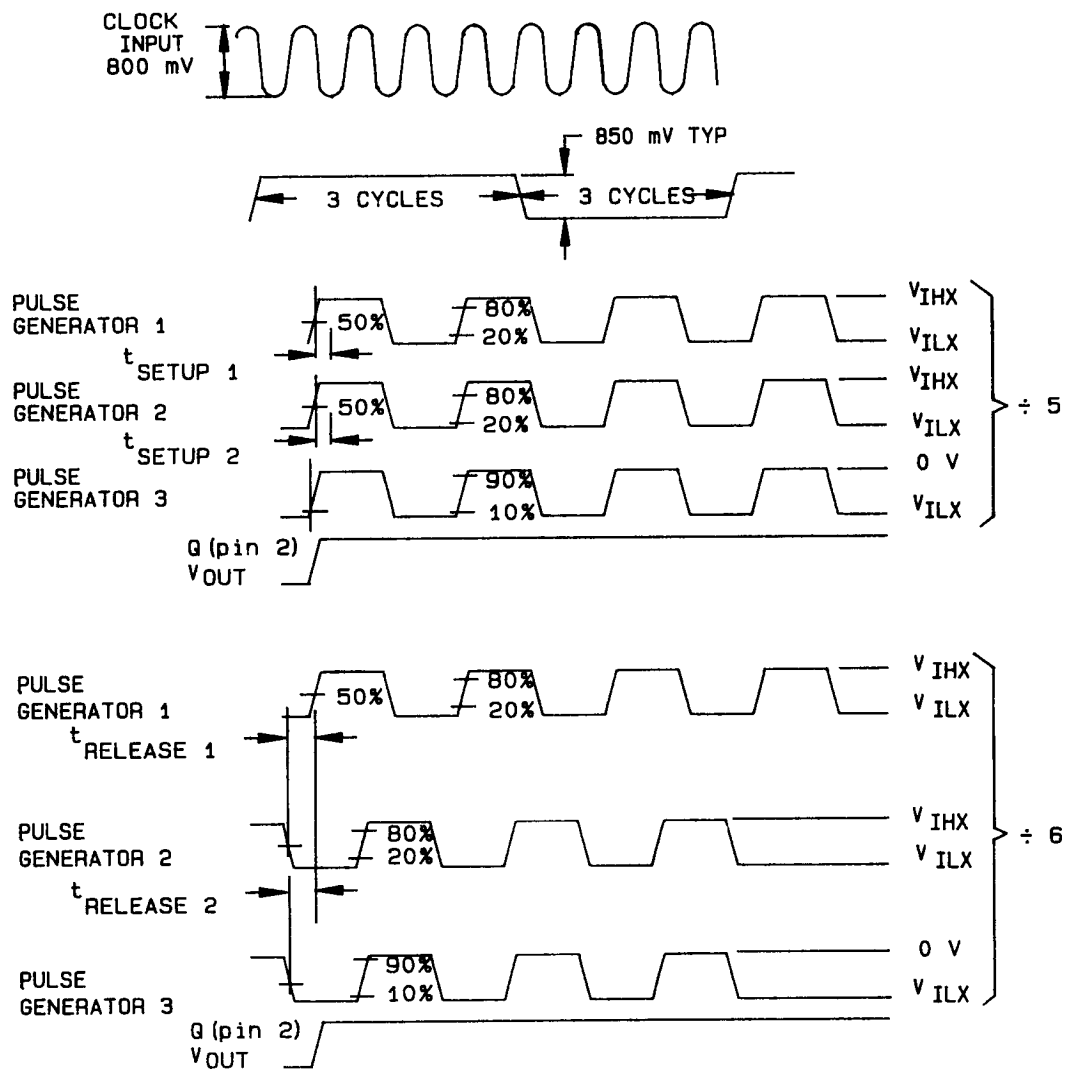 CLOCK
INPUT
800 mV
850 mV TYP
3 CYCLES
3 CYCLES
PULSE
GENERATOR 1
50%
80%
20%
VIHX
VILX
tSETUP 1
PULSE
GENERATOR 2
50%
80%
20%
VIHX
VILX
÷ 5
tSETUP 2
PULSE
GENERATOR 3
90%
10%
0 V
VILX
Q (pin 2)
VOUT
PULSE
GENERATOR 1
50%
80%
20%
VIHX
VILX
tRELEASE 1
PULSE
GENERATOR 2
80%
20%
VIHX
VILX
÷ 6
tRELEASE 2
PULSE
GENERATOR 3
90%
10%
0 V
VILX
Q (pin 2)
VOUT